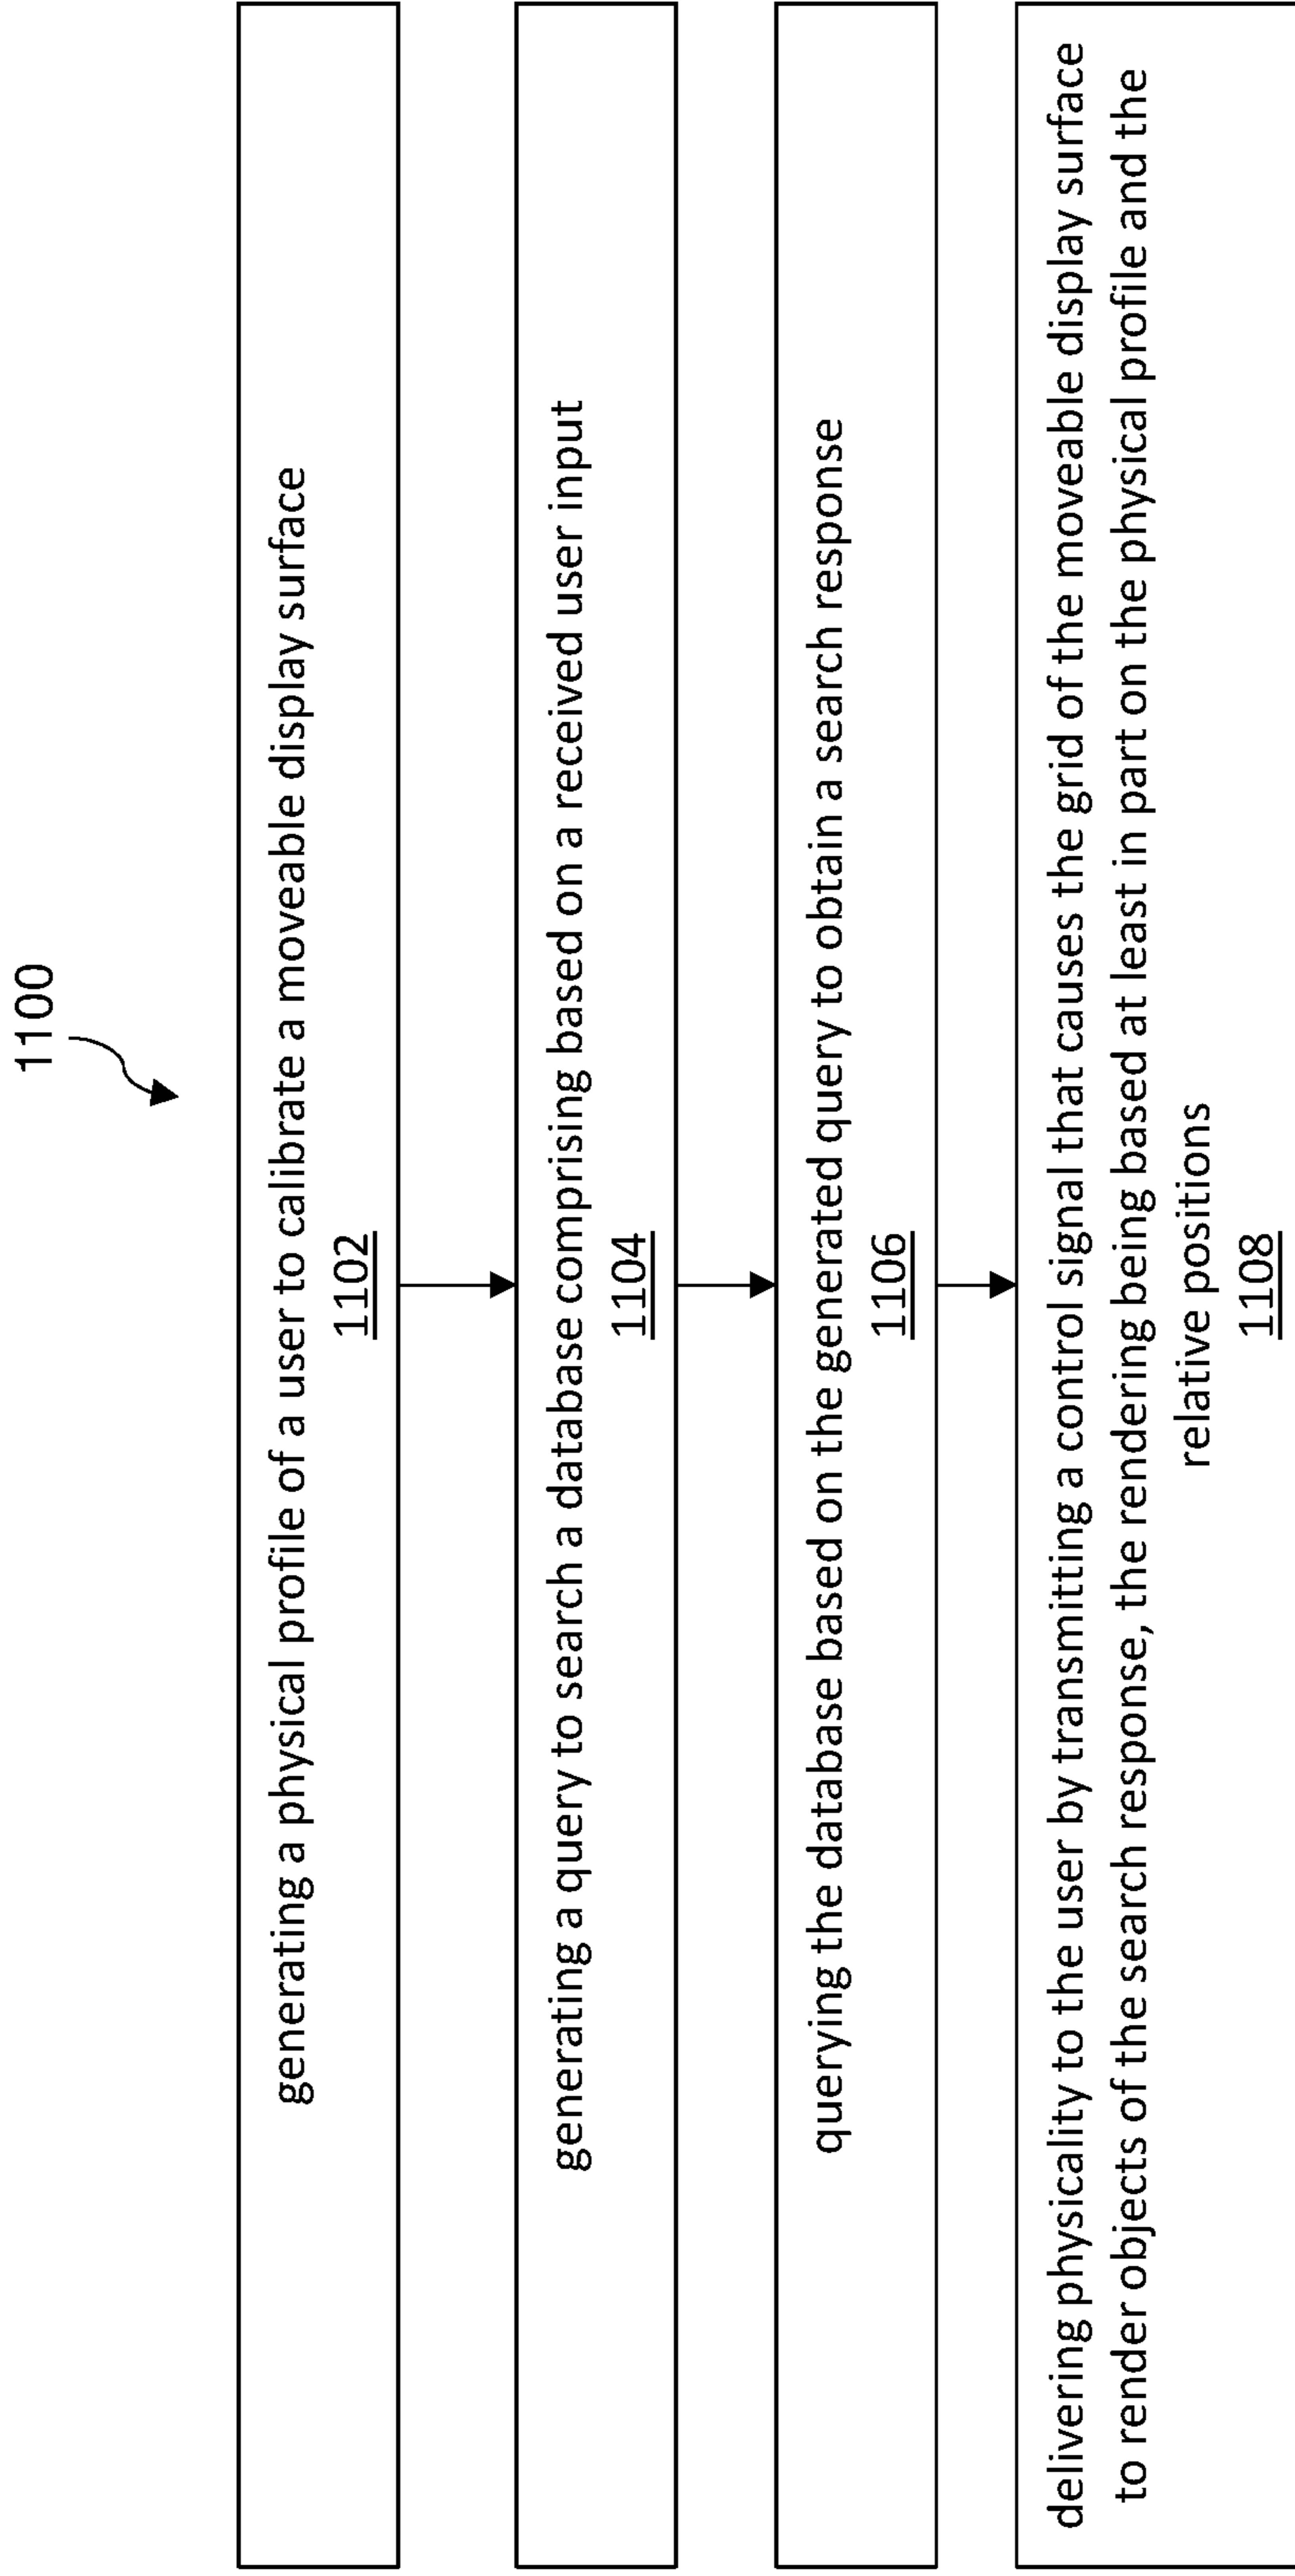 1100
generating a physical profile of a user to calibrate a moveable display surface
1102
generating a query to search a database comprising based on a received user input
1104
querying the database based on the generated query to obtain a search response
1106
delivering physicality to the user by transmitting a control signal that causes the grid of the moveable display surface
to render objects of the search response, the rendering being based at least in part on the physical profile and the
relative positions
1108